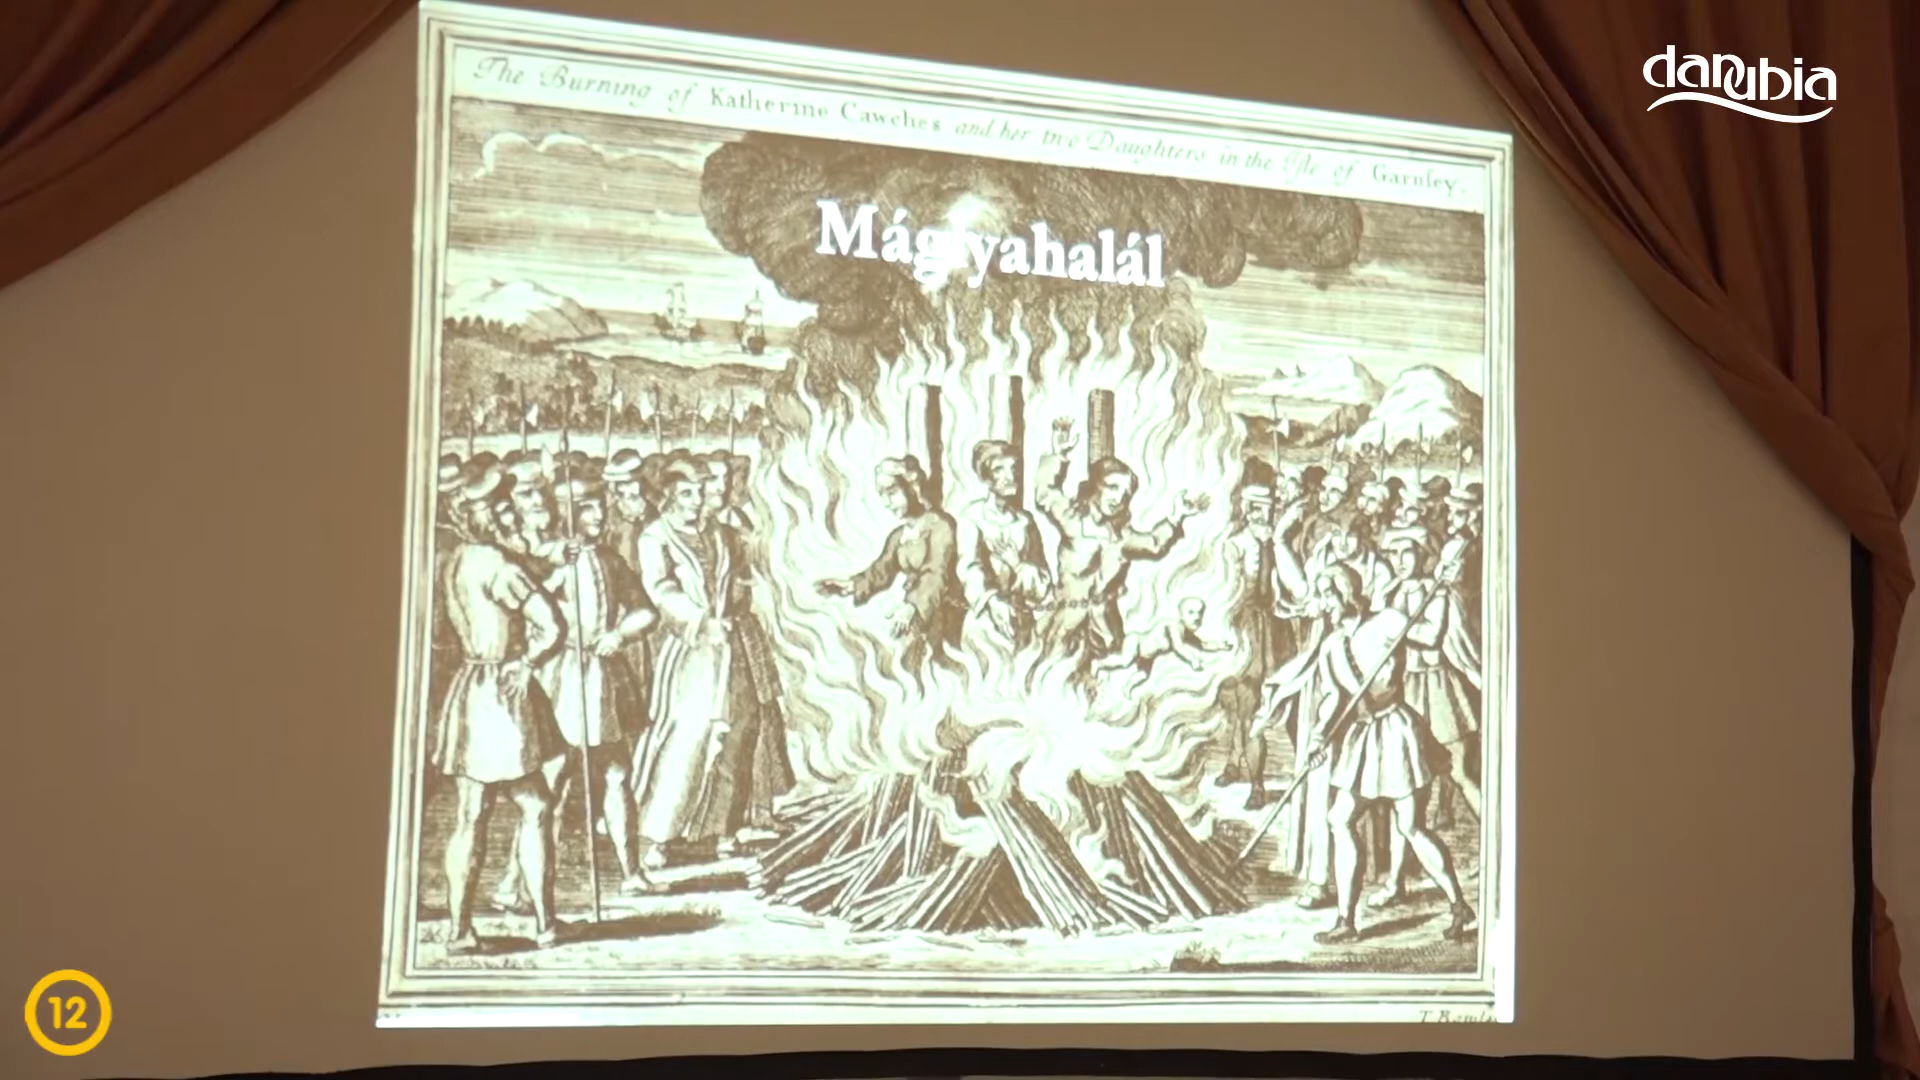 danubia
The Burning of Katherine Cawches and her two Daughters in the Isle of Garnsey.
Máglyahalál
12